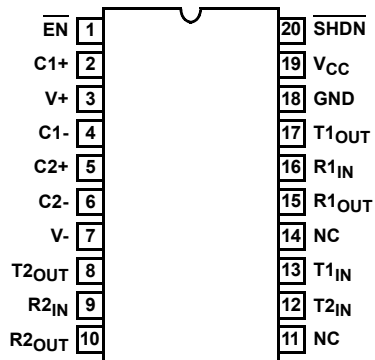 EN 1 20 SHDN
C1+ 2 19 VCC
V+ 3 18 GND
C1- 4 17 T1OUT
C2+ 5 16 R1IN
C2- 6 15 R1OUT
V- 7 14 NC
T2OUT 8 13 T1IN
R2IN 9 12 T2IN
R2OUT 10 11 NC